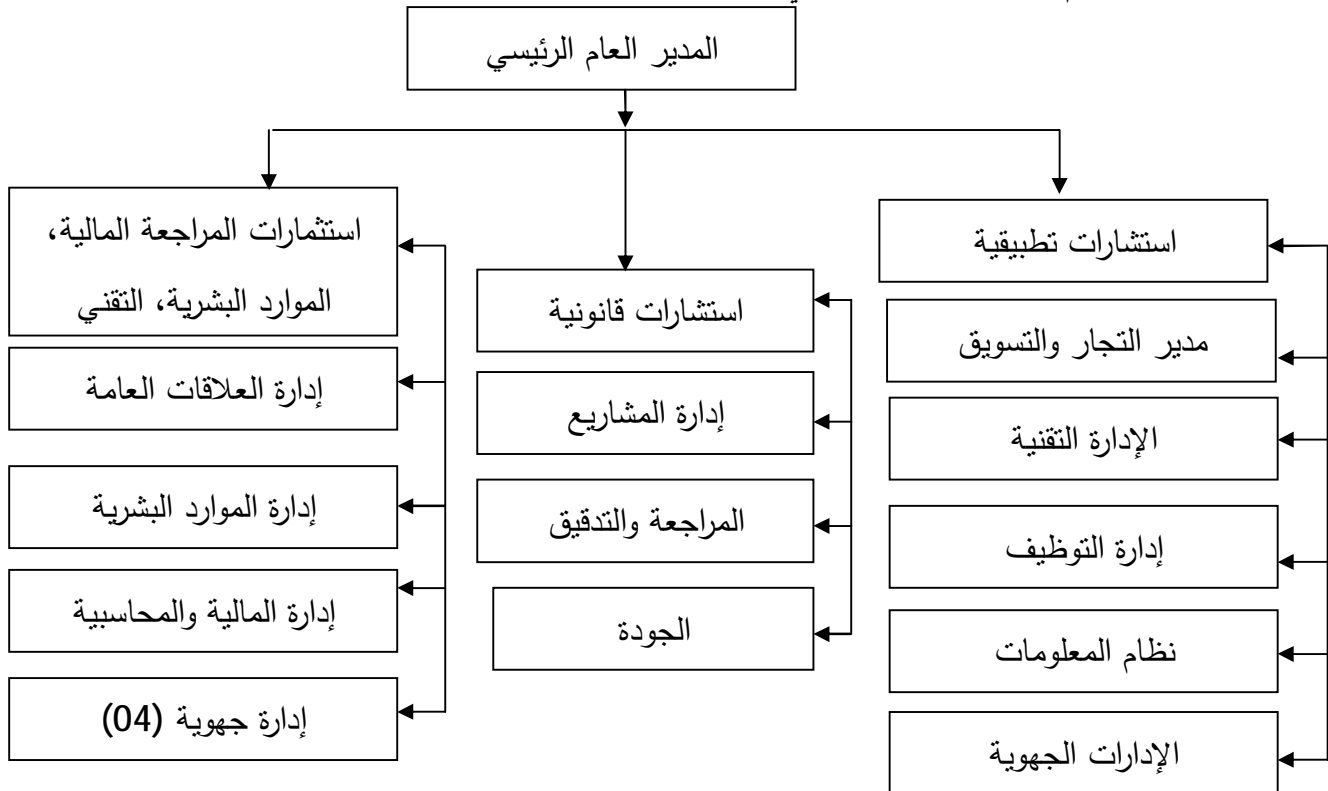 المدير العام الرئيسي
استشارات تطبيقية
مدير التجار والتسويق
الإدارة التقنية
إدارة التوظيف
نظام المعلومات
الإدارات الجهوية
استشارات قانونية
إدارة المشاريع
المراجعة والتدقيق
الجودة
استثمارات المراجعة المالية،
الموارد البشرية، التقني
إدارة العلاقات العامة
إدارة الموارد البشرية
إدارة المالية والمحاسبية
إدارة جهوية (04)